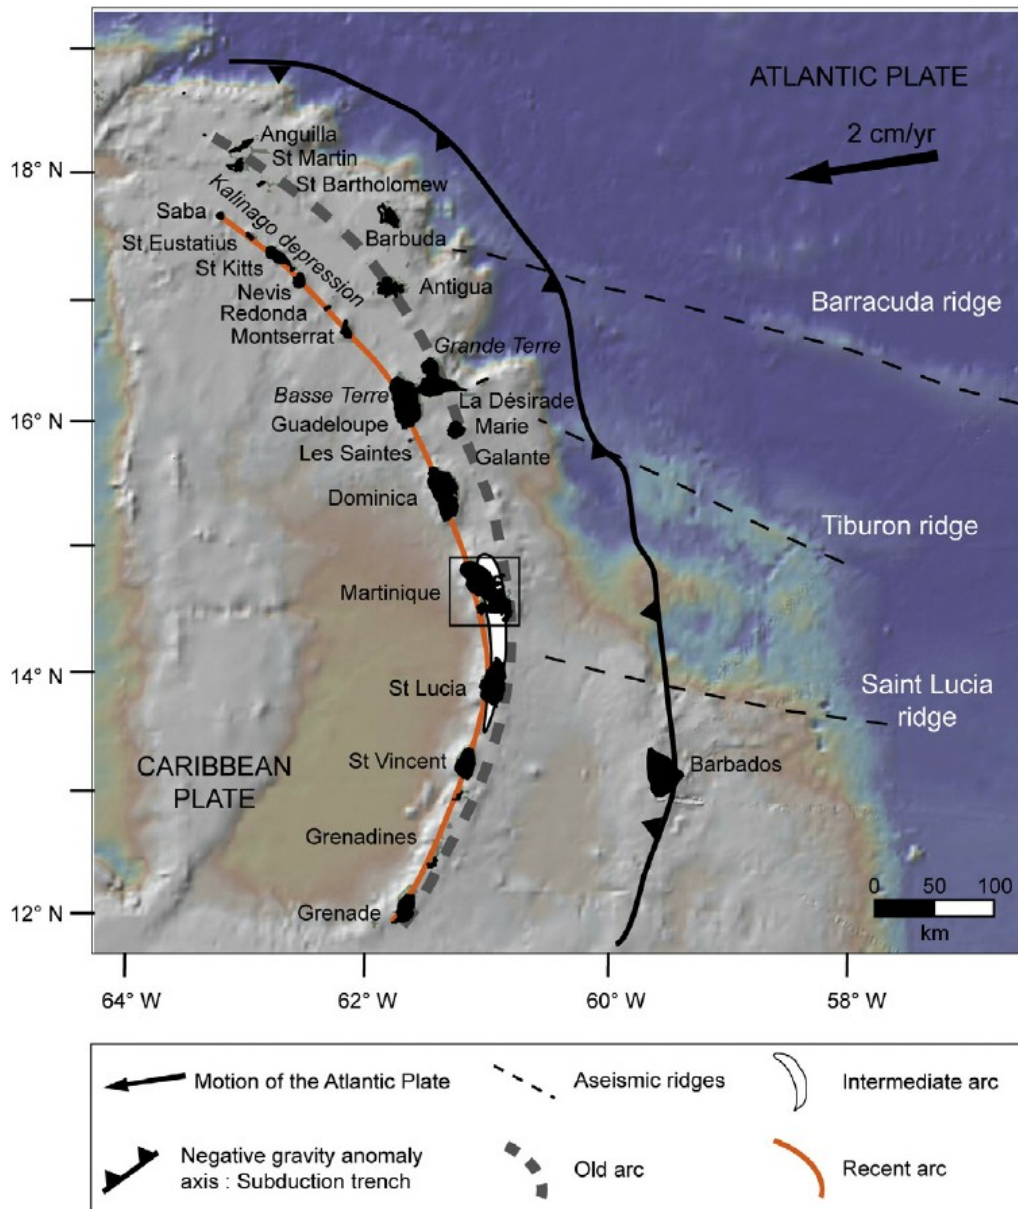 ATLANTIC PLATE
2 cm/yr
Anguilla
St Martin
18° N
St Bartholomew
Kalinago depression
Saba
St Eustatius
Barbuda
St Kitts
Nevis
Antigua
Redonda
Barracuda ridge
Montserrat
Grande Terre
Basse Terre
La Désirade
16° N
Guadeloupe
Marie
Galante
Les Saintes
Dominica
Tiburon ridge
Martinique
14° N
St Lucia
Saint Lucia
ridge
St Vincent
Barbados
CARIBBEAN
PLATE
Grenadines
0 50 100
km
12° N
Grenade
64° W 62° W 60° W 58° W
Motion of the Atlantic Plate
Aseismic ridges
Intermediate arc
Negative gravity anomaly
axis : Subduction trench
Old arc
Recent arc